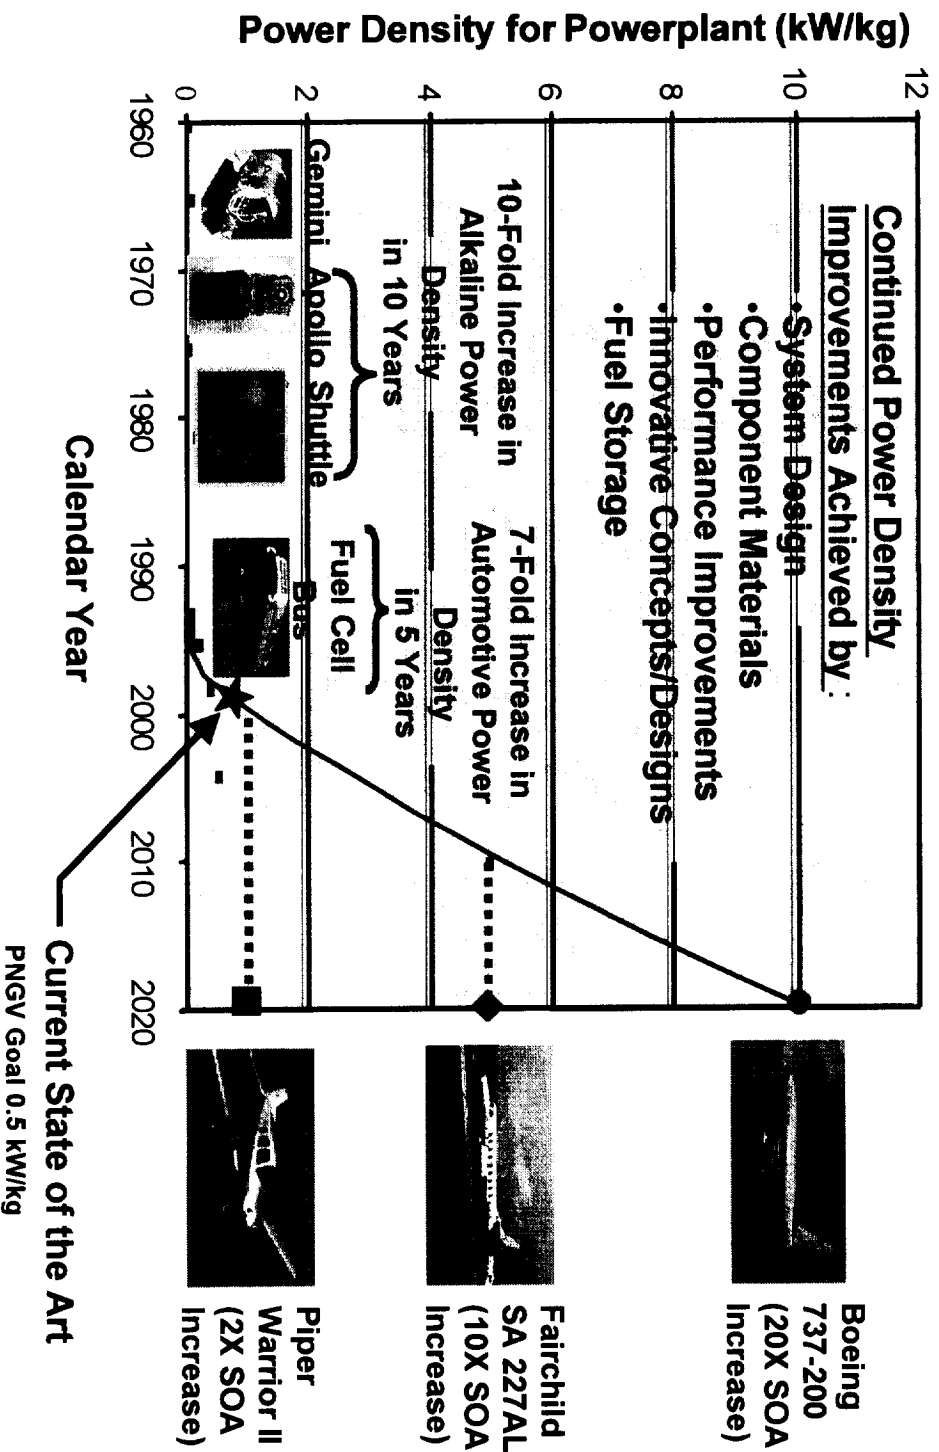 Power Density for Powerplant (kW/kg)
12
10
8
6
4
2
0
Continued Power Density
Improvements Achieved by :
•System Design
•Component Materials
•Performance Improvements
•Innovative Concepts/Designs
•Fuel Storage
10-Fold Increase in
Alkaline Power
Density
in 10 Years
7-Fold Increase in
Automotive Power
Density
in 5 Years
Gemini Apollo Shuttle
Fuel Cell
Bus
1960
1970
1980
1990
2000
2010
2020
Calendar Year
Current State of the Art
PNGV Goal 0.5 kW/kg
Boeing
737-200
(20X SOA
Increase)
Fairchild
SA 227AL
(10X SOA
Increase)
Piper
Warrior II
(2X SOA
Increase)